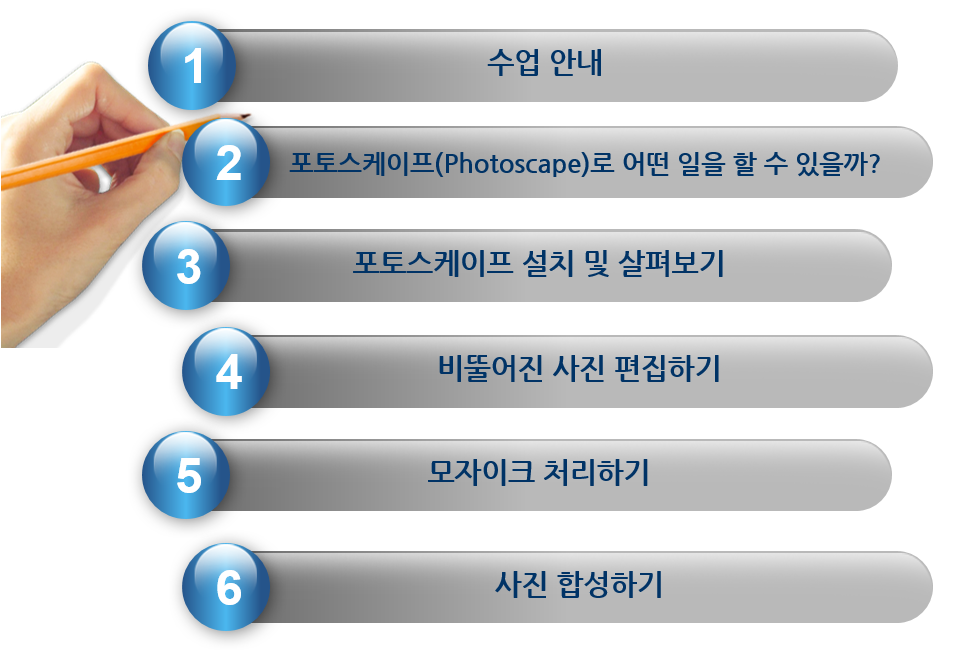 1 수업 안내
2 포토스케이프(Photoscape)로 어떤 일을 할 수 있을까?
3 포토스케이프 설치 및 살펴보기
4 비뚤어진 사진 편집하기
5 모자이크 처리하기
6 사진 합성하기